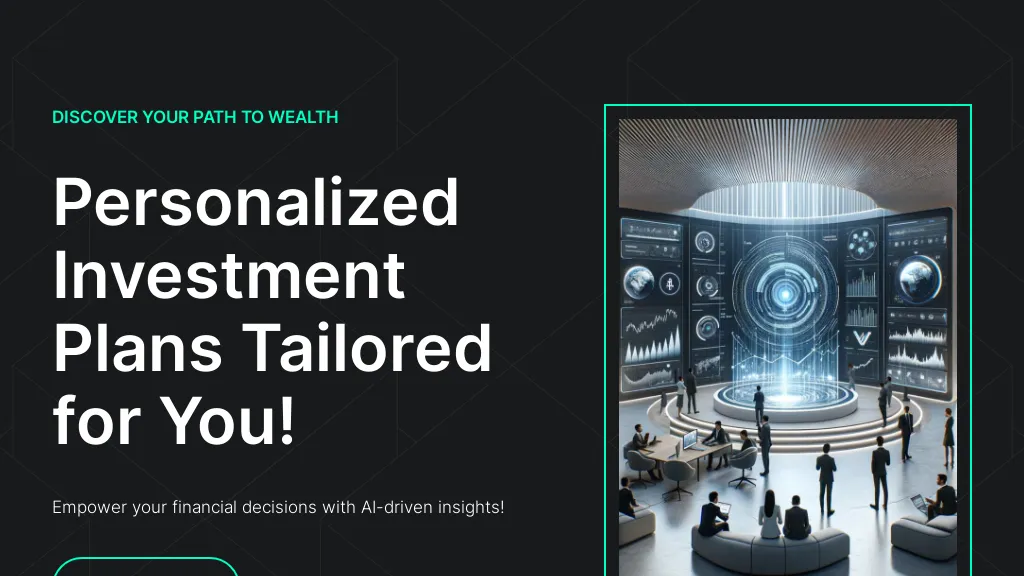 DISCOVER YOUR PATH TO WEALTH
Personalized
Investment
Plans Tailored
for You!
Empower your financial decisions with AI-driven insights!